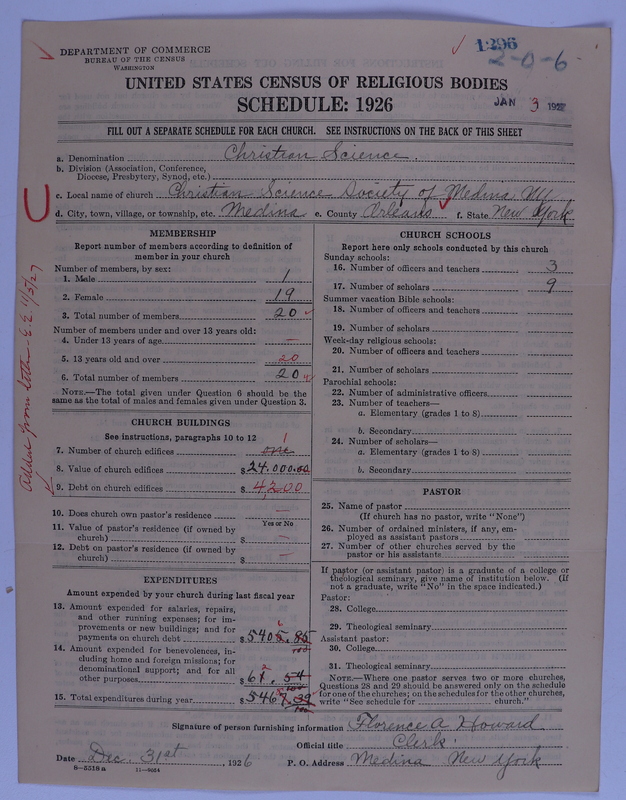 1296
2-0-6-
DEPARTMENT OF COMMERCE
BUREAU OF THE CENSUS
WASHINGTON
UNITED STATES CENSUS OF RELIGIOUS BODIES
SCHEDULE: 1926
JAN 3 1927
FILL OUT A SEPARATE SCHEDULE FOR EACH CHURCH. SEE INSTRUCTIONS ON THE BACK OF THIS SHEET
a. Denomination Christian Science.
b. Division (Association, Conference, Diocese, Presbytery, Synod, etc.)
c. Local name of church Christian Science Society of Medina NY
d. City, town, village, or township, etc. Medina e. County Orleans f. State New York
MEMBERSHIP
Report number of members according to definition of
member in your church
Number of members, by sex:
1. Male 1
2. Female 19
3. Total number of members 20
Number of members under and over 13 years old:
4. Under 13 years of age —
5. 13 years old and over 20
6. Total number of members 20
NOTE.—The total given under Question 6 should be the
same as the total of males and females given under Question 3.
CHURCH BUILDINGS
See instructions, paragraphs 10 to 12
7. Number of church edifices one 1
8. Value of church edifices $24.000.00
9. Debt on church edifices $4200
10. Does church own pastor's residence —
Yes or No
11. Value of pastor's residence (if owned by
church) $ —
12. Debt on pastor's residence (if owned by
church) $ —
EXPENDITURES
Amount expended by your church during last fiscal year
13. Amount expended for salaries, repairs,
and other running expenses; for im-
provements or new buildings; and for
payments on church debt $5405.85
14. Amount expended for benevolences, in-
cluding home and foreign missions; for
denominational support; and for all
other purposes $61.54
15. Total expenditures during year $5467.39
CHURCH SCHOOLS
Report here only schools conducted by this church
Sunday schools:
16. Number of officers and teachers 3
17. Number of scholars 9
Summer vacation Bible schools:
18. Number of officers and teachers
19. Number of scholars
Week-day religious schools:
20. Number of officers and teachers
21. Number of scholars
Parochial schools:
22. Number of administrative officers
23. Number of teachers—
a. Elementary (grades 1 to 8)
b. Secondary
24. Number of scholars—
a. Elementary (grades 1 to 8)
b. Secondary
PASTOR
25. Name of pastor
(If church has no pastor, write "None")
26. Number of ordained ministers, if any, em-
ployed as assistant pastors
27. Number of other churches served by the
pastor or his assistants
If pastor (or assistant pastor) is a graduate of a college or
theological seminary, give name of institution below. (If
not a graduate, write "No" in the space indicated.)
Pastor:
28. College
29. Theological seminary
Assistant pastor:
30. College
31. Theological seminary
NOTE.—Where one pastor serves two or more churches,
Questions 28 and 29 should be answered only on the schedule
for one of the churches; on the schedules for the other churches,
write "See schedule for church."
Signature of person furnishing information Florence A Howard
Official title Clerk.
Date Dec. 31st, 1926 P. O. Address Medina New York
8-5518a 11-8654
Added from letter